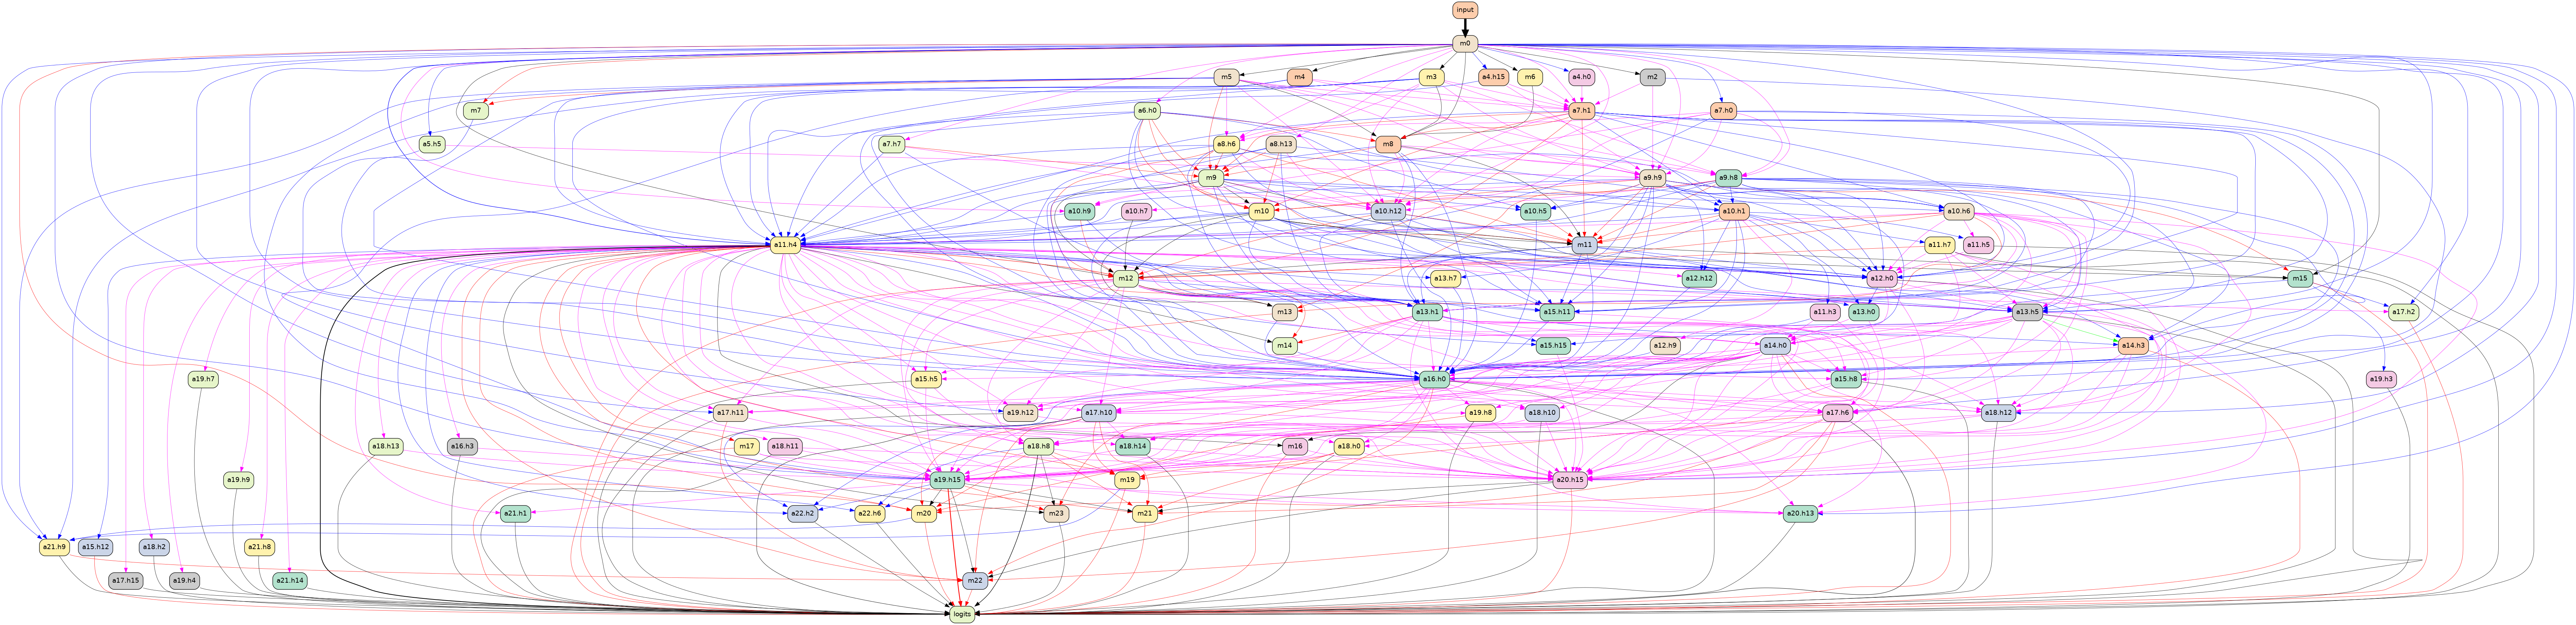 input
m0
m5 m4 m3 a4.h15 m6 a4.h0 m2
m7 a6.h0 a7.h1 a7.h0
a5.h5 a7.h7 a8.h6 a8.h13 m8
m9 a9.h9 a9.h8
a10.h9 a10.h7 m10 a10.h12 a10.h5 a10.h1 a10.h6
a11.h4 m11 a11.h7 a11.h5
m12 a13.h7 a12.h12 a12.h0 m15
m13 a13.h1 a15.h11 a11.h3 a13.h0 a13.h5 a17.h2
m14 a15.h15 a12.h9 a14.h0 a14.h3
a19.h7 a15.h5 a16.h0 a15.h8 a19.h3
a17.h11 a19.h12 a17.h10 a19.h8 a18.h10 a17.h6 a18.h12
a18.h13 a16.h3 m17 a18.h11 a18.h8 a18.h14 m16 a18.h0
a19.h9 a19.h15 m19 a20.h15
a21.h1 a22.h2 a22.h6 m20 m23 m21 a20.h13
a21.h9 a15.h12 a18.h2 a21.h8
a17.h15 a19.h4 a21.h14 m22
logits